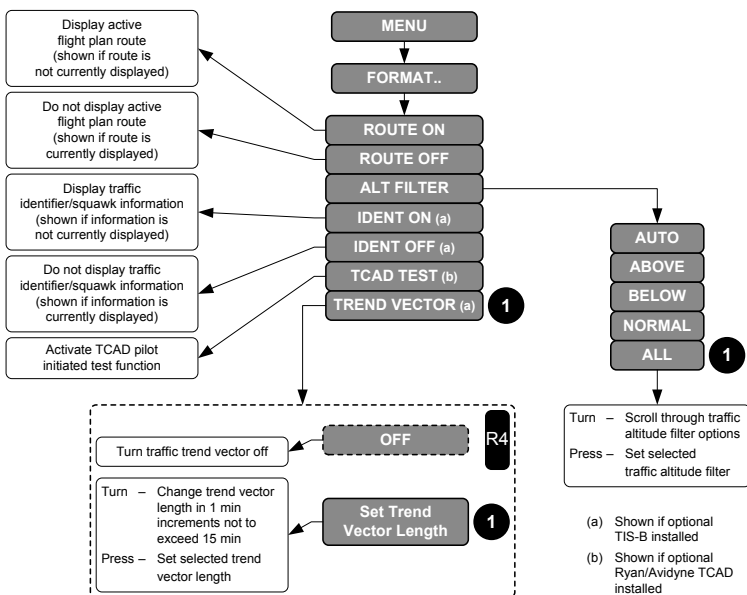 Display active
flight plan route
(shown if route is
not currently displayed)
Do not display active
flight plan route
(shown if route is
currently displayed)
Display traffic
identifier/squawk information
(shown if information is
not currently displayed)
Do not display traffic
identifier/squawk information
(shown if information is
currently displayed)
Activate TCAD pilot
initiated test function
MENU
FORMAT..
ROUTE ON
ROUTE OFF
ALT FILTER
IDENT ON (a)
IDENT OFF (a)
TCAD TEST (b)
TREND VECTOR (a)
1
AUTO
ABOVE
BELOW
NORMAL
ALL
1
Turn – Scroll through traffic
altitude filter options
Press – Set selected
traffic altitude filter
Turn traffic trend vector off
OFF
R4
Turn – Change trend vector
length in 1 min
increments not to
exceed 15 min
Press – Set selected trend
vector length
Set Trend
Vector Length
1
(a) Shown if optional
TIS-B installed
(b) Shown if optional
Ryan/Avidyne TCAD
installed